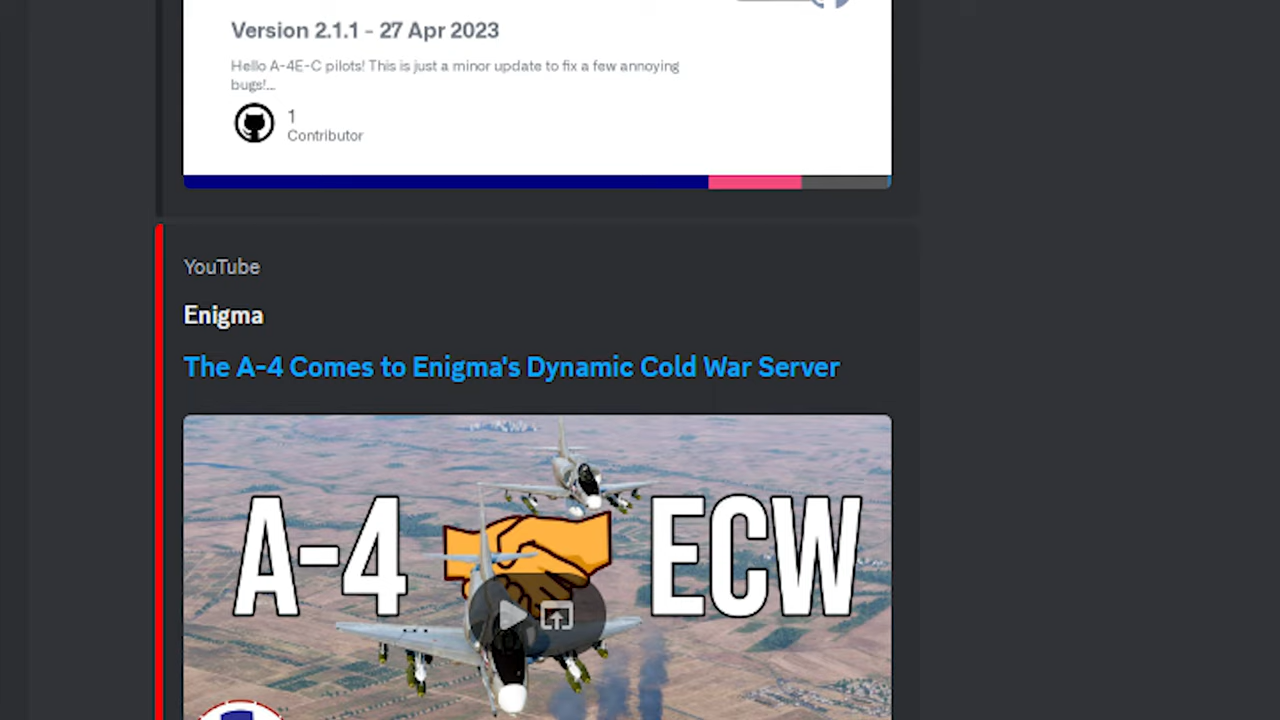 Version 2.1.1 - 27 Apr 2023
Hello A-4E-C pilots! This is just a minor update to fix a few annoying
bugs!...
1
Contributor
YouTube
Enigma
The A-4 Comes to Enigma's Dynamic Cold War Server
A-4 ECW